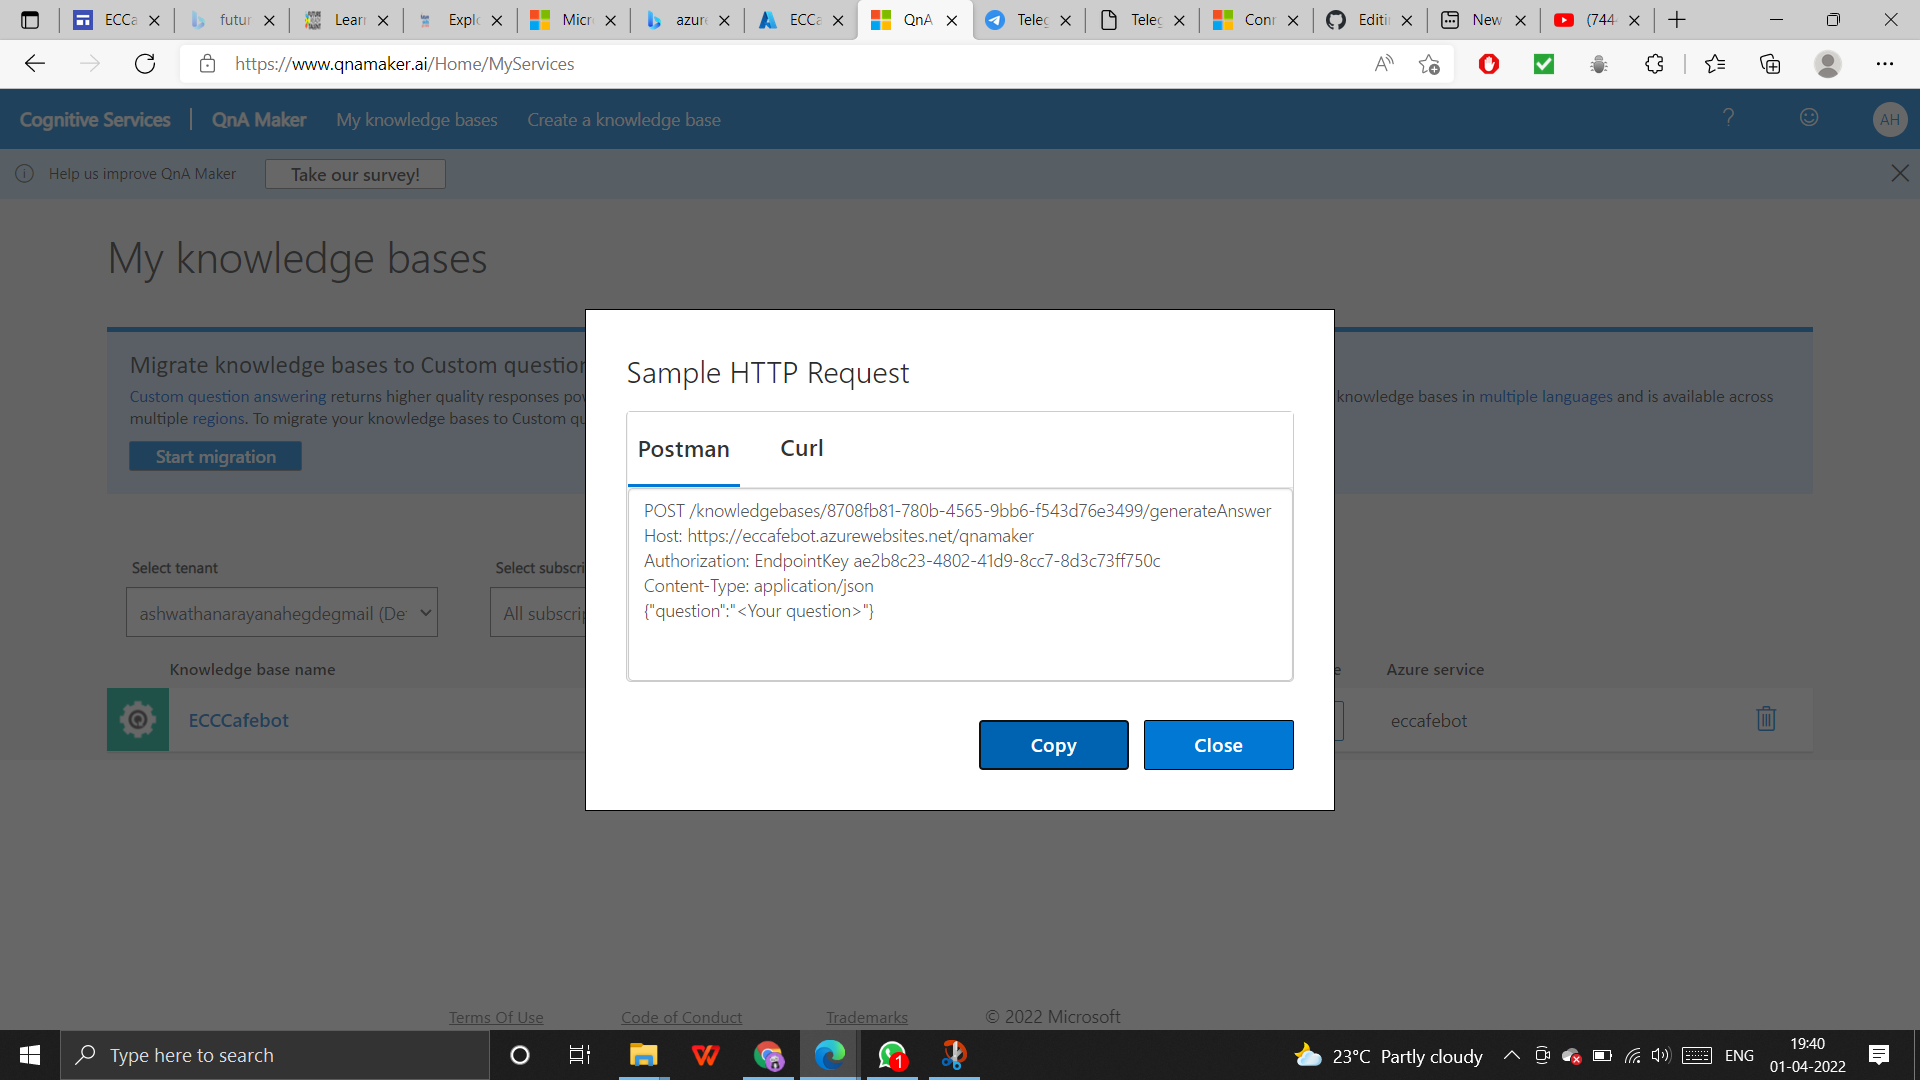 ECCa
futur
Learn
Explo
Micr
azure
ECCa
QnA
Teleg
Teleg
Conn
Editi
New
(744
https://www.qnamaker.ai/Home/MyServices
Cognitive Services
QnA Maker
My knowledge bases
Create a knowledge base
?
AH
Help us improve QnA Maker
Take our survey!
My knowledge bases
Migrate knowledge bases to Custom question
Custom question answering returns higher quality responses po
knowledge bases in multiple languages and is available across
multiple regions. To migrate your knowledge bases to Custom qu
Start migration
Sample HTTP Request
Postman
Curl
POST /knowledgebases/8708fb81-780b-4565-9bb6-f543d76e3499/generateAnswer
Host: https://eccafebot.azurewebsites.net/qnamaker
Authorization: EndpointKey ae2b8c23-4802-41d9-8cc7-8d3c73ff750c
Content-Type: application/json
{"question":"<Your question>"}
Copy
Close
Select tenant
Select subscri
ashwathanarayanahegdegmail (De
All subscrip
Knowledge base name
e
Azure service
ECCCafebot
eccafebot
Terms Of Use
Code of Conduct
Trademarks
© 2022 Microsoft
Type here to search
1
23°C Partly cloudy
ENG
19:40
01-04-2022